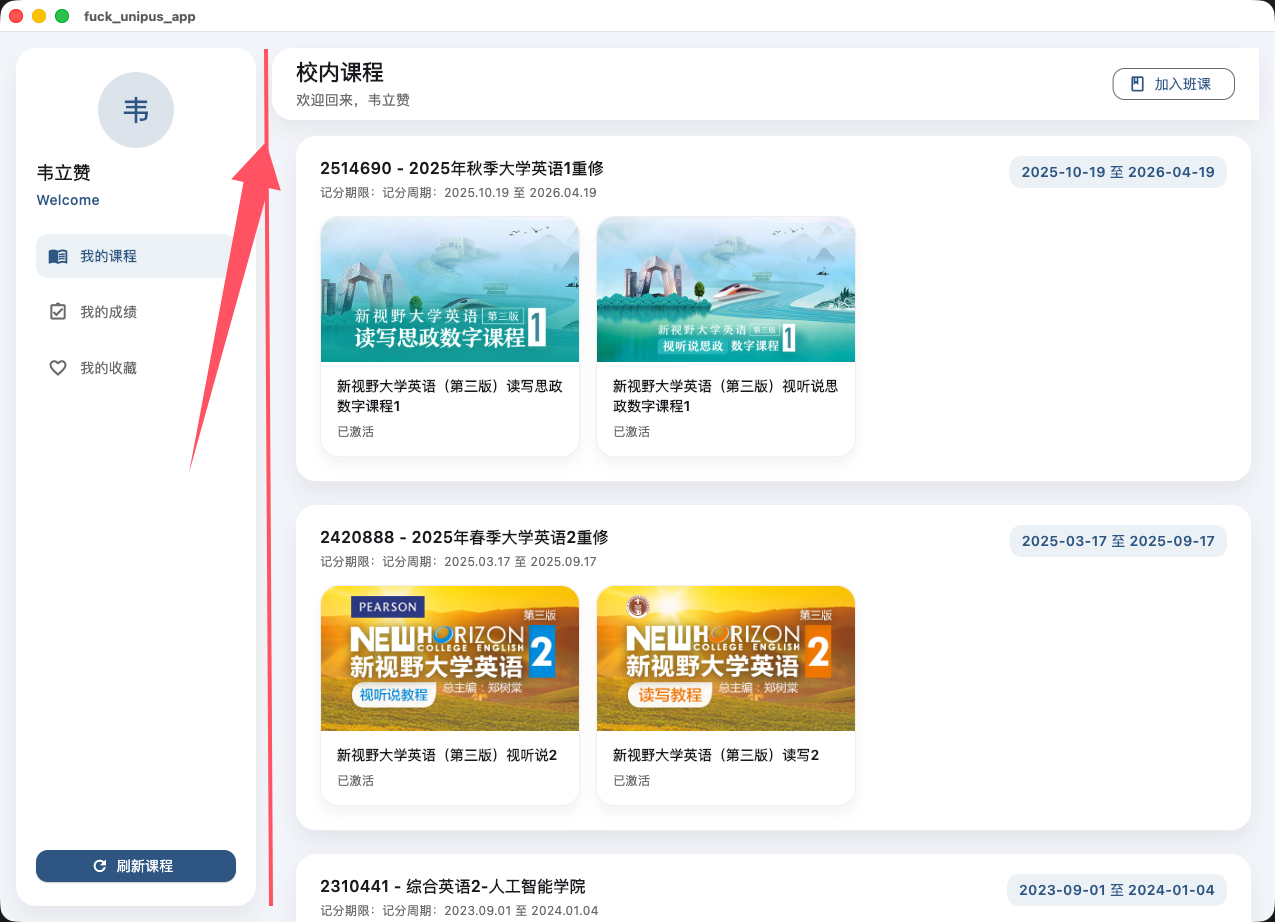 fuck_unipus_app
韦
韦立赞
Welcome
我的课程
我的成绩
我的收藏
刷新课程
校内课程
欢迎回来，韦立赞
加入班课
2514690 - 2025年秋季大学英语1重修
记分期限：记分周期：2025.10.19 至 2026.04.19
2025-10-19 至 2026-04-19
新视野大学英语 第三版 1
读写思政数字课程
新视野大学英语（第三版）读写思政
数字课程1
已激活
新视野大学英语 第三版 1
视听说思政 数字课程
新视野大学英语（第三版）视听说思
政数字课程1
已激活
2420888 - 2025年春季大学英语2重修
记分期限：记分周期：2025.03.17 至 2025.09.17
2025-03-17 至 2025-09-17
PEARSON
第三版
NEW HORIZON
COLLEGE ENGLISH
新视野大学英语 2
视听说教程 总主编：郑树棠
新视野大学英语（第三版）视听说2
已激活
第三版
NEW HORIZON
COLLEGE ENGLISH
新视野大学英语 2
读写教程 总主编：郑树棠
新视野大学英语（第三版）读写2
已激活
2310441 - 综合英语2-人工智能学院
记分期限：记分周期：2023.09.01 至 2024.01.04
2023-09-01 至 2024-01-04